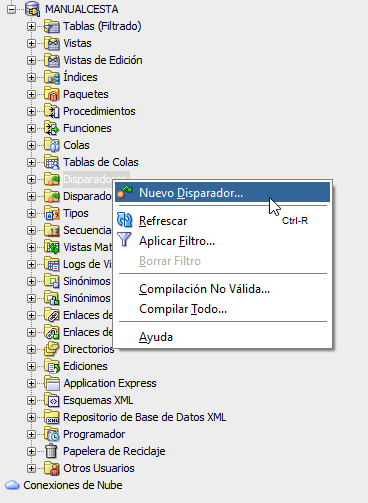 MANUALCESTA
Tablas (Filtrado)
Vistas
Vistas de Edición
Índices
Paquetes
Procedimientos
Funciones
Colas
Tablas de Colas
Disparadores
Disparado
Tipos
Secuencia
Vistas Mat
Logs de Vi
Sinónimos
Sinónimos
Enlaces de
Enlaces de
Directorios
Ediciones
Application Express
Esquemas XML
Repositorio de Base de Datos XML
Programador
Papelera de Reciclaje
Otros Usuarios
Conexiones de Nube
Nuevo Disparador...
Refrescar Ctrl-R
Aplicar Filtro...
Borrar Filtro
Compilación No Válida...
Compilar Todo...
Ayuda